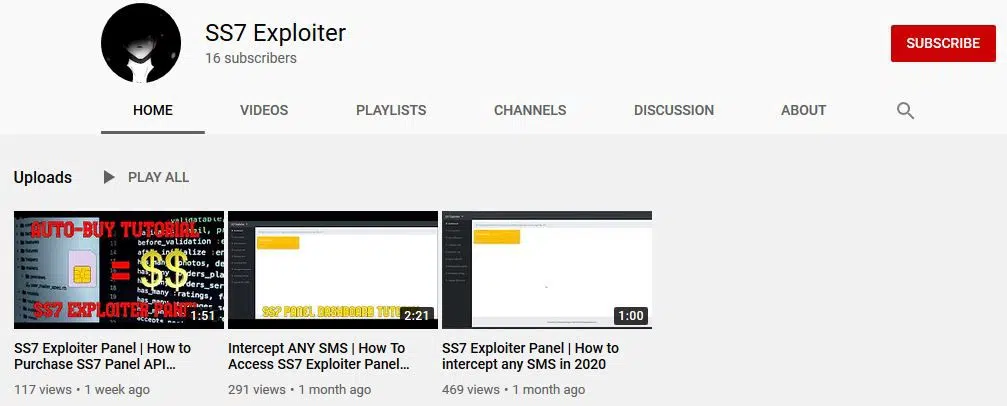 SS7 Exploiter
16 subscribers
SUBSCRIBE
HOME VIDEOS PLAYLISTS CHANNELS DISCUSSION ABOUT
Uploads PLAY ALL
AUTO-BUY TUTORIAL
= $$
SS7 EXPLOITER
1:51
SS7 PANEL DASHBOARD
2:21
1:00
SS7 Exploiter Panel | How to
Purchase SS7 Panel API...
117 views • 1 week ago
Intercept ANY SMS | How To
Access SS7 Exploiter Panel...
291 views • 1 month ago
SS7 Exploiter Panel | How to
intercept any SMS in 2020
469 views • 1 month ago